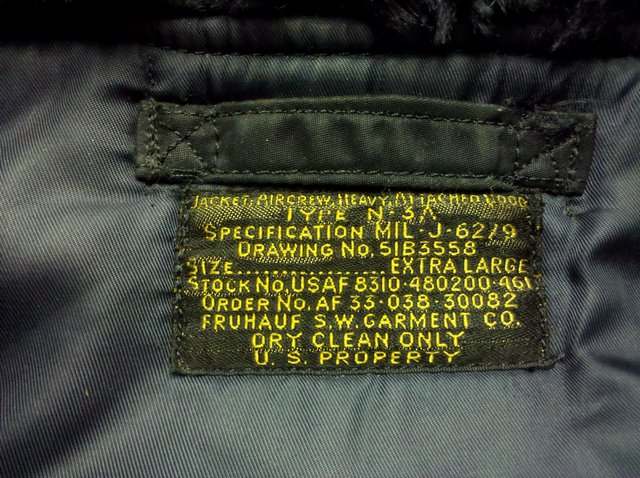 JACKET, AIRCREW, HEAVY, ATTACHED HOOD
TYPE N-3A
SPECIFICATION MIL-J-6279
DRAWING NO. 51B3558
SIZE................EXTRA LARGE
STOCK NO. USAF 8310-480200-461
ORDER NO. AF 33-038-30082
FRUHAUF S.W. GARMENT CO.
DRY CLEAN ONLY
U. S. PROPERTY